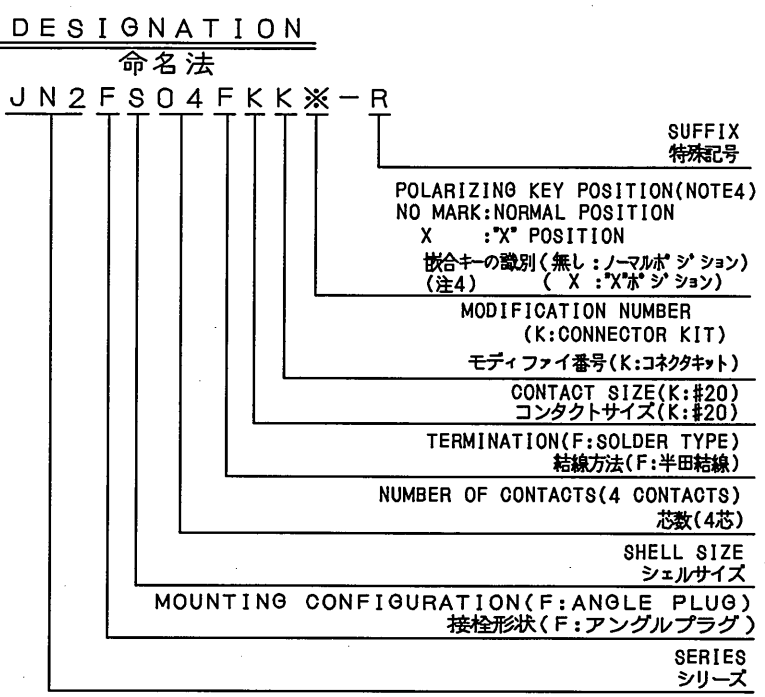 DESIGNATION
命名法
JN2FS04FKK※-R
SUFFIX
特殊記号
POLARIZING KEY POSITION(NOTE4)
NO MARK:NORMAL POSITION
X :"X" POSITION
嵌合キーの識別(無し:ノーマルポジション)
(注4) ( X :"X"ポジション)
MODIFICATION NUMBER
(K:CONNECTOR KIT)
モディファイ番号(K:コネクタキット)
CONTACT SIZE(K:#20)
コンタクトサイズ(K:#20)
TERMINATION(F:SOLDER TYPE)
結線方法(F:半田結線)
NUMBER OF CONTACTS(4 CONTACTS)
芯数(4芯)
SHELL SIZE
シェルサイズ
MOUNTING CONFIGURATION(F:ANGLE PLUG)
接栓形状(F:アングルプラグ)
SERIES
シリーズ